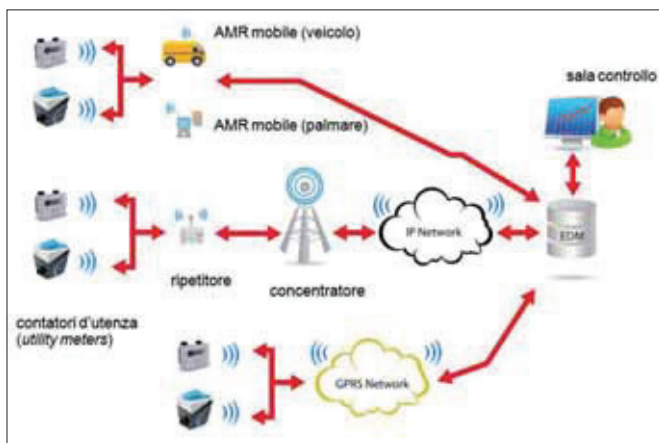 AMR mobile (veicolo)
sala controllo
AMR mobile (palmare)
IP Network
EDM
ripetitore
concentratore
contatori d'utenza
(utility meters)
GPRS Network